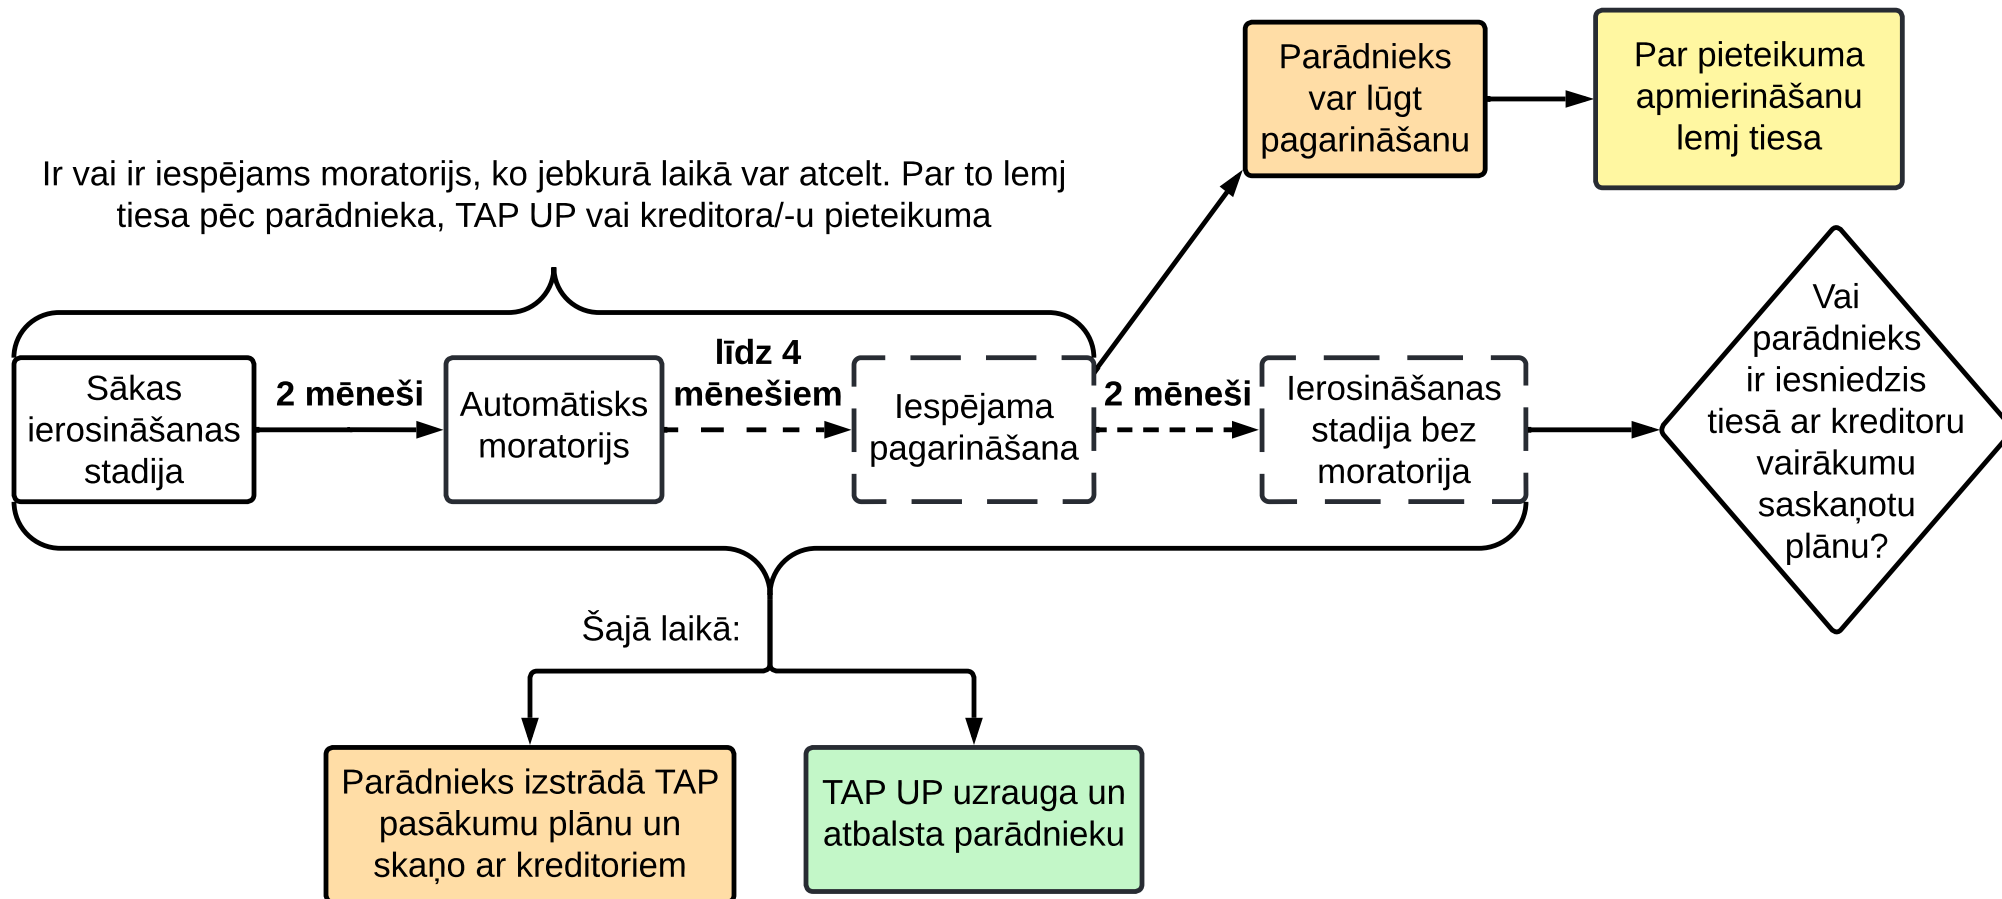 Parādnieks
var lūgt
pagarināšanu
Par pieteikuma
apmierināšanu
lemj tiesa
Ir vai ir iespējams moratorijs, ko jebkurā laikā var atcelt. Par to lemj
tiesa pēc parādnieka, TAP UP vai kreditora/-u pieteikuma
Sākas
ierosināšanas
stadija
2 mēneši
Automātisks
moratorijs
līdz 4
mēnešiem
Iespējama
pagarināšana
2 mēneši
Ierosināšanas
stadija bez
moratorija
Vai
parādnieks
ir iesniedzis
tiesā ar kreditoru
vairākumu
saskaņotu
plānu?
Šajā laikā:
Parādnieks izstrādā TAP
pasākumu plānu un
skaņo ar kreditoriem
TAP UP uzrauga un
atbalsta parādnieku